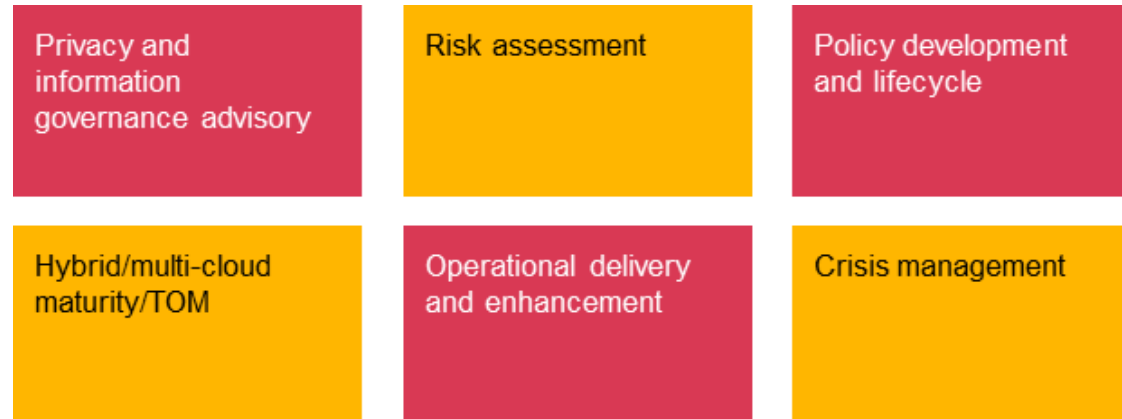 Privacy and
information
governance advisory
Risk assessment
Policy development
and lifecycle
Hybrid/multi-cloud
maturity/TOM
Operational delivery
and enhancement
Crisis management